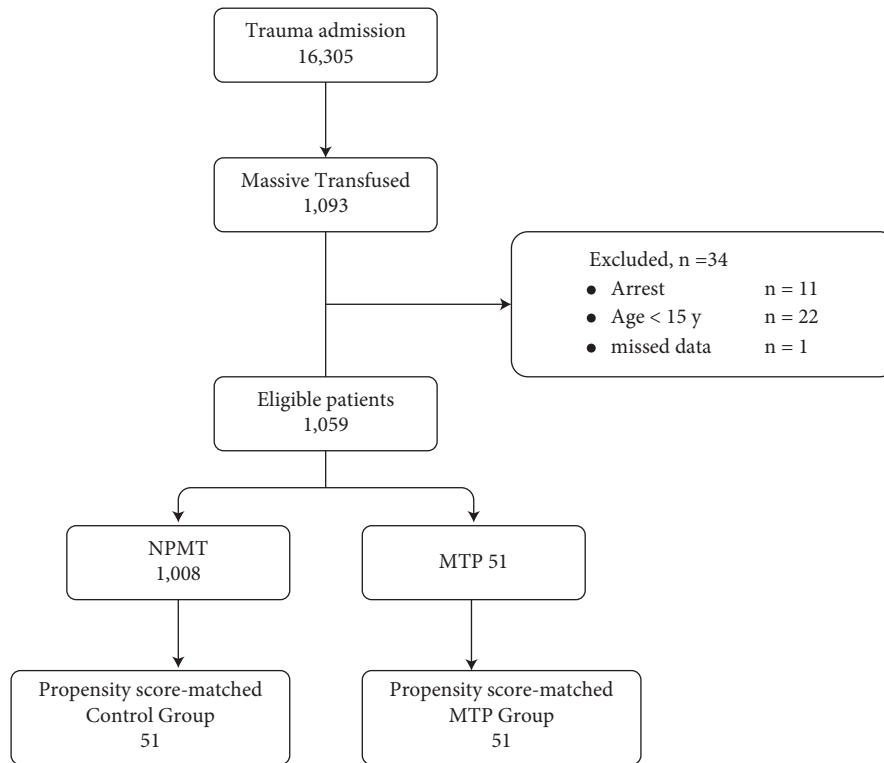 Trauma admission
16,305
Massive Transfused
1,093
Excluded, n =34
● Arrest n = 11
● Age < 15 y n = 22
● missed data n = 1
Eligible patients
1,059
NPMT
1,008
MTP 51
Propensity score-matched
Control Group
51
Propensity score-matched
MTP Group
51